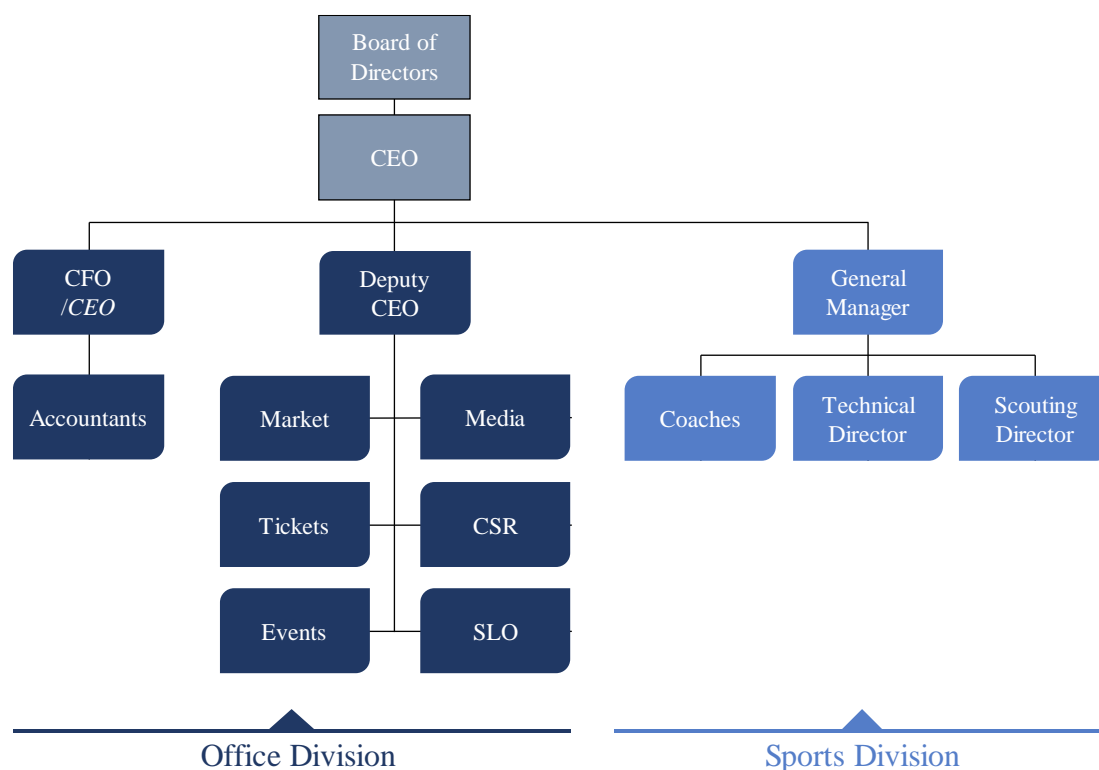 Board of
Directors
CEO
CFO
/CEO
Deputy
CEO
General
Manager
Accountants
Market
Media
Coaches
Technical
Director
Scouting
Director
Tickets
CSR
Events
SLO
Office Division
Sports Division